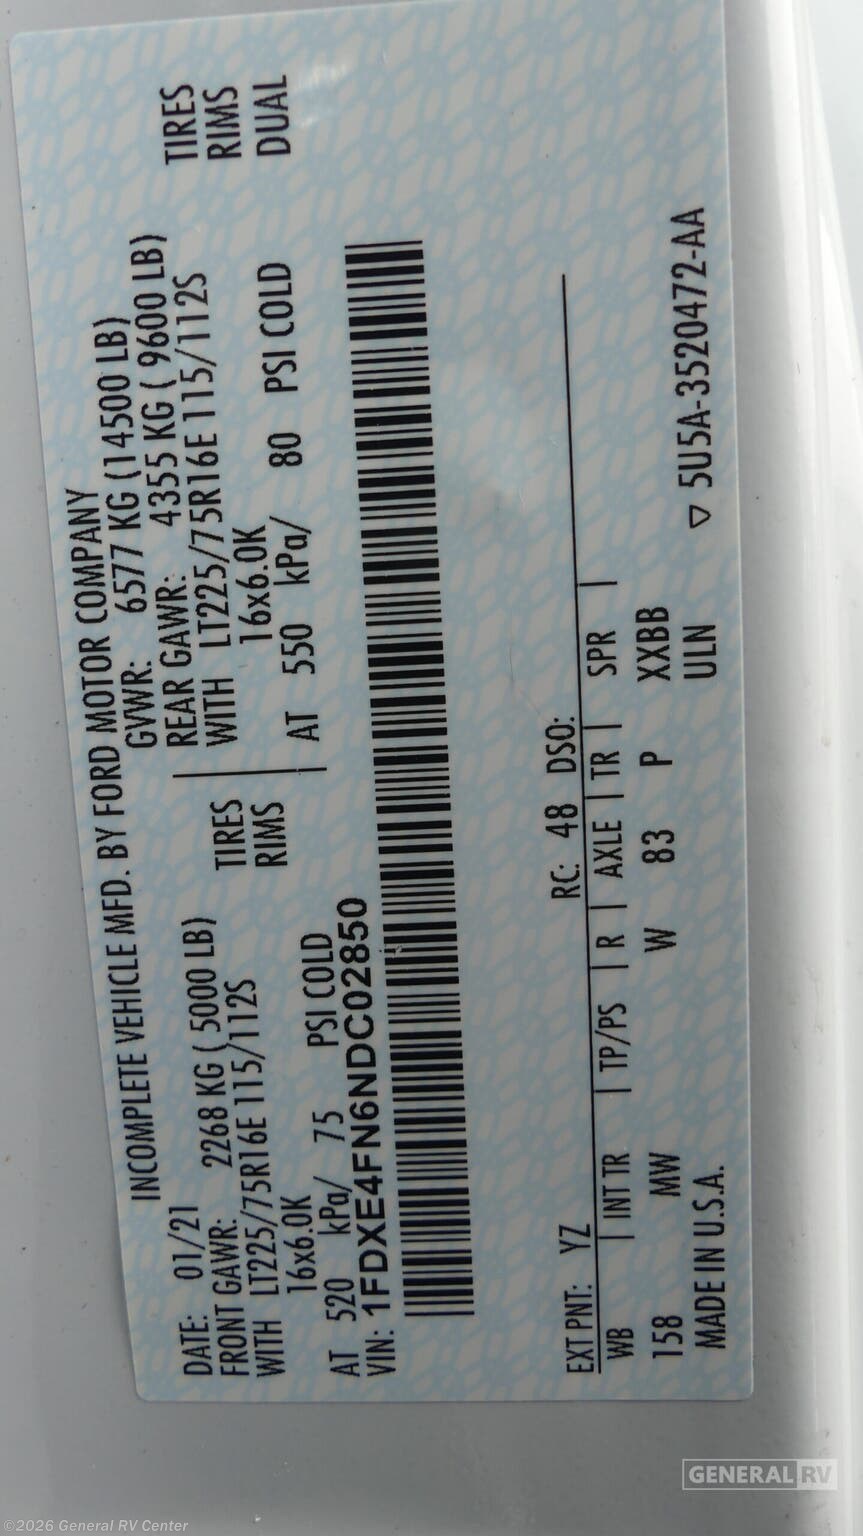 INCOMPLETE VEHICLE MFD. BY FORD MOTOR COMPANY
DATE: 01/21 GVWR: 6577 KG (14500 LB)
FRONT GAWR: 2268 KG ( 5000 LB) REAR GAWR: 4355 KG ( 9600 LB)
WITH LT225/75R16E 115/112S TIRES WITH LT225/75R16E 115/112S TIRES
16x6.0K RIMS 16x6.0K RIMS
AT 520 kPa/ 75 PSI COLD AT 550 kPa/ 80 PSI COLD DUAL
VIN: 1FDXE4FN6NDC02850
EXT PNT: YZ RC: 48 DSO:
WB | INT TR | TP/PS | R | AXLE | TR | SPR |
158 MW W 83 P XXBB
MADE IN U.S.A. ULN ▽ 5U5A-3520472-AA
GENERAL RV
©2026 General RV Center